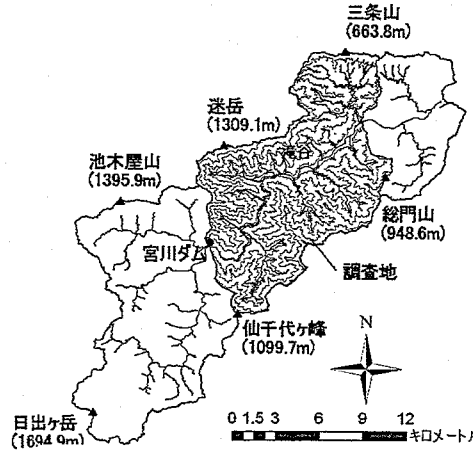 三条山
(663.8m)
迷岳
(1309.1m)
池木屋山
(1395.9m)
総門山
(948.6m)
宮川ダム
調査地
仙千代ヶ峰
(1099.7m)
N
日出ヶ岳
(1694.9m)
0 1.5 3 6 9 12
キロメートル